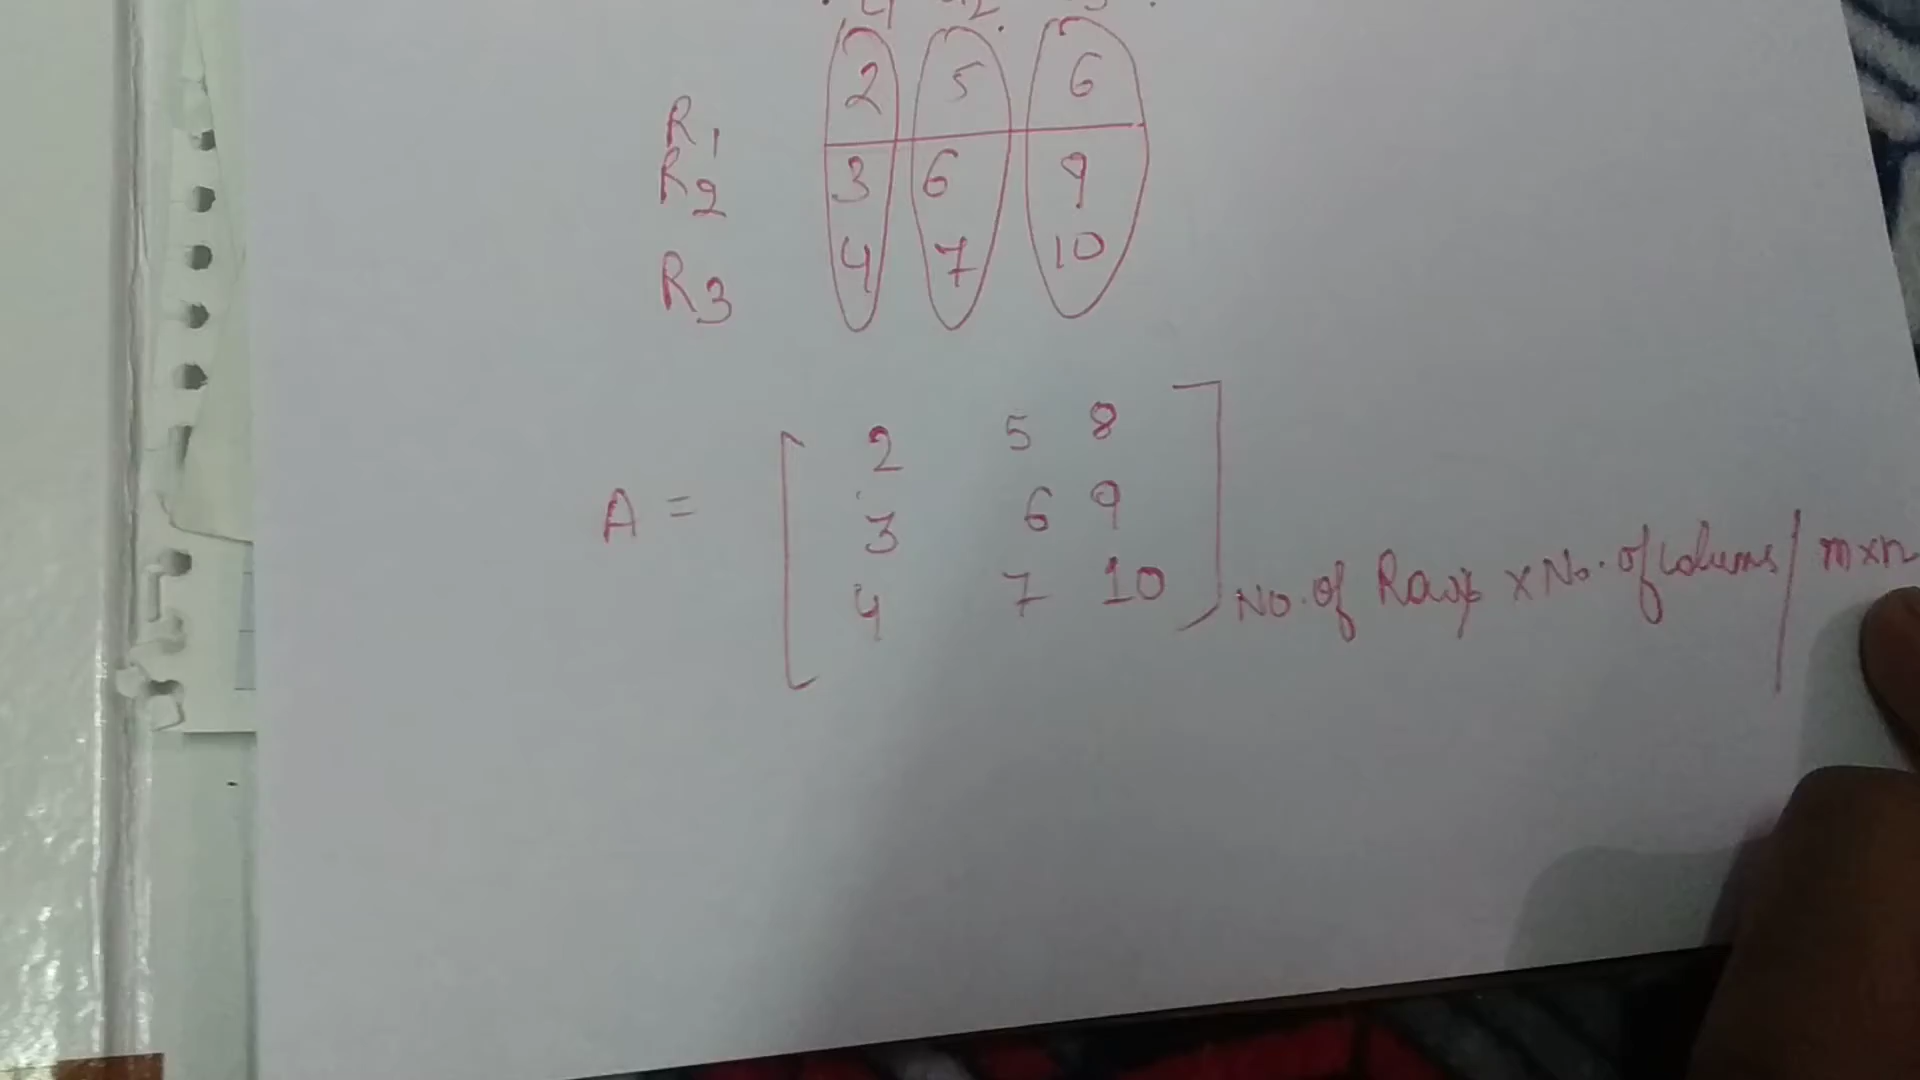 2 5 6
R1
R2 3 6 9
R3 4 7 10
2 5 8
A = 3 6 9
4 7 10 No. of Rows × No. of Colums / m×n